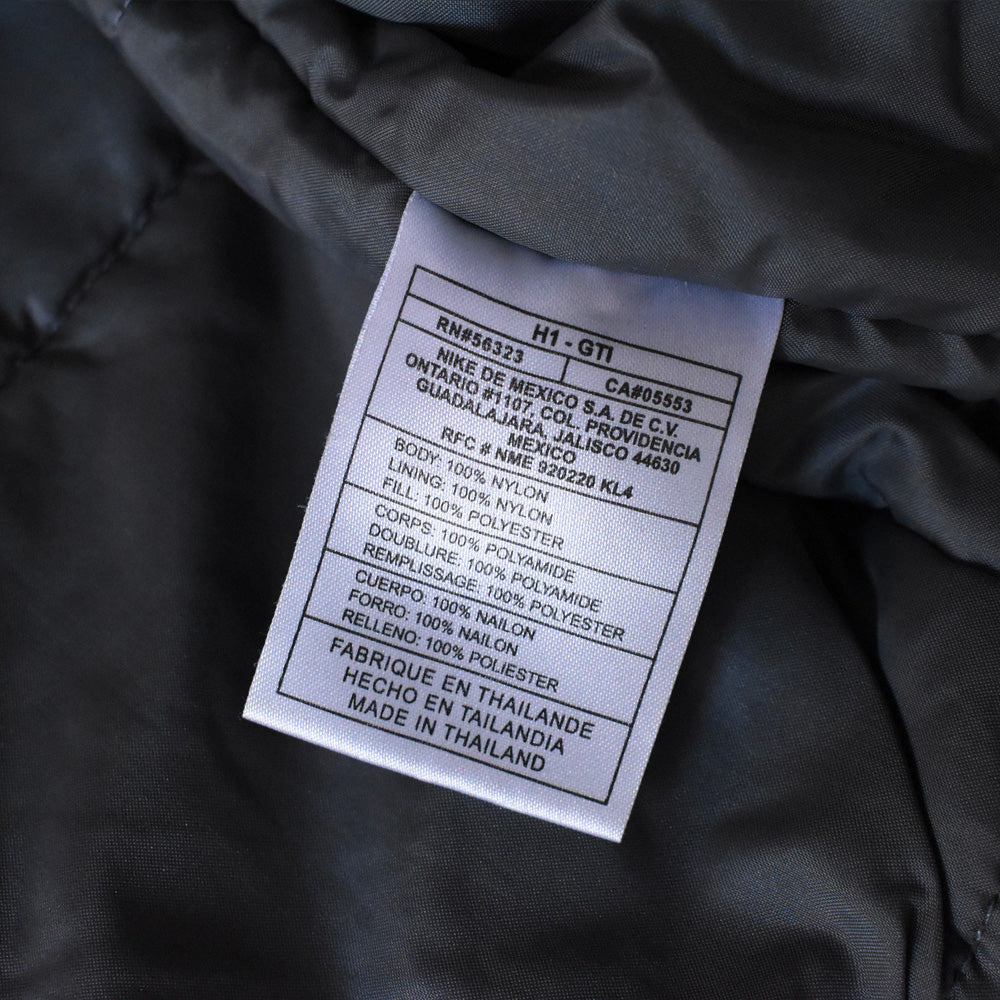 H1 - GTI
RN#56323
CA#05553
NIKE DE MEXICO S.A. DE C.V.
ONTARIO #1107, COL. PROVIDENCIA
GUADALAJARA, JALISCO 44630
MEXICO
RFC # NME 920220 KL4
BODY: 100% NYLON
LINING: 100% NYLON
FILL: 100% POLYESTER
CORPS: 100% POLYAMIDE
DOUBLURE: 100% POLYAMIDE
REMPLISSAGE: 100% POLYESTER
CUERPO: 100% NAILON
FORRO: 100% NAILON
RELLENO: 100% POLIESTER
FABRIQUE EN THAILANDE
HECHO EN TAILANDIA
MADE IN THAILAND